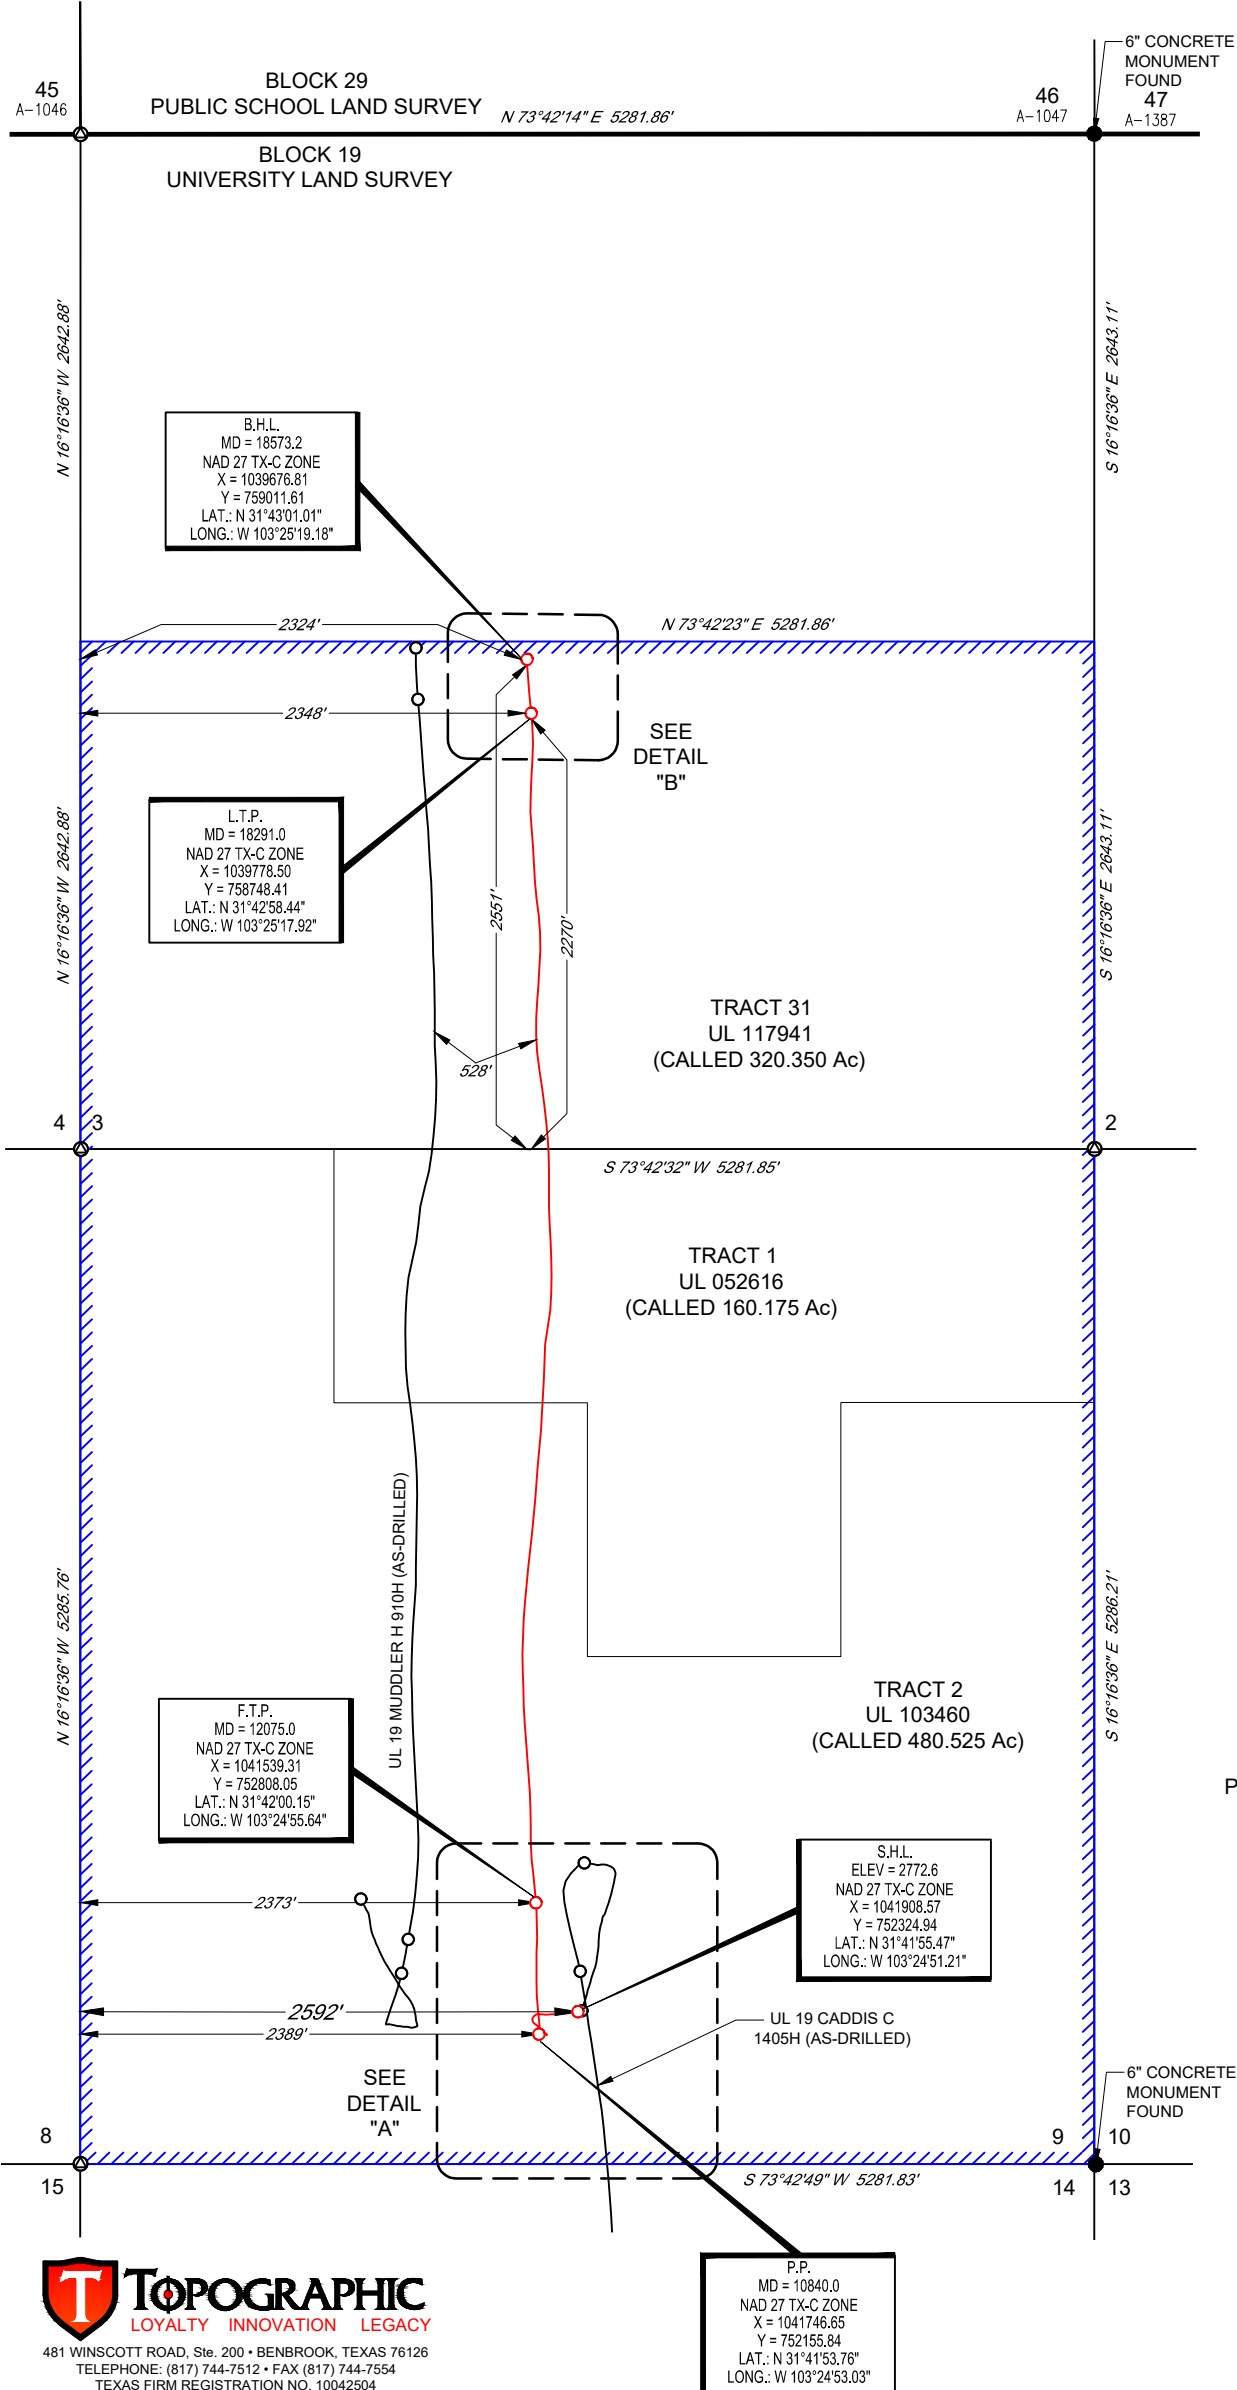 6" CONCRETE
MONUMENT
FOUND
45
A-1046
BLOCK 29
PUBLIC SCHOOL LAND SURVEY
N 73°42'14" E 5281.86'
46
A-1047
47
A-1387
BLOCK 19
UNIVERSITY LAND SURVEY
N 16°16'36" W 2642.88'
S 16°16'36" E 2643.11'
B.H.L.
MD = 18573.2
NAD 27 TX-C ZONE
X = 1039676.81
Y = 759011.61
LAT.: N 31°43'01.01"
LONG.: W 103°25'19.18"
2324'
N 73°42'23" E 5281.86'
2348'
SEE
DETAIL
"B"
L.T.P.
MD = 18291.0
NAD 27 TX-C ZONE
X = 1039778.50
Y = 758748.41
LAT.: N 31°42'58.44"
LONG.: W 103°25'17.92"
N 16°16'36" W 2642.88'
S 16°16'36" E 2643.11'
2551'
2270'
TRACT 31
UL 117941
(CALLED 320.350 Ac)
528'
4 3
2
S 73°42'32" W 5281.85'
TRACT 1
UL 052616
(CALLED 160.175 Ac)
UL 19 MUDDLER H 910H (AS-DRILLED)
N 16°16'36" W 5285.76'
S 16°16'36" E 5286.21'
TRACT 2
UL 103460
(CALLED 480.525 Ac)
F.T.P.
MD = 12075.0
NAD 27 TX-C ZONE
X = 1041539.31
Y = 752808.05
LAT.: N 31°42'00.15"
LONG.: W 103°24'55.64"
P
S.H.L.
ELEV = 2772.6
NAD 27 TX-C ZONE
X = 1041908.57
Y = 752324.94
LAT.: N 31°41'55.47"
LONG.: W 103°24'51.21"
2373'
2592'
2389'
UL 19 CADDIS C
1405H (AS-DRILLED)
SEE
DETAIL
"A"
6" CONCRETE
MONUMENT
FOUND
8
9 10
15
14 13
S 73°42'49" W 5281.83'
P.P.
MD = 10840.0
NAD 27 TX-C ZONE
X = 1041746.65
Y = 752155.84
LAT.: N 31°41'53.76"
LONG.: W 103°24'53.03"
T TOPOGRAPHIC
LOYALTY INNOVATION LEGACY
481 WINSCOTT ROAD, Ste. 200 • BENBROOK, TEXAS 76126
TELEPHONE: (817) 744-7512 • FAX (817) 744-7554
TEXAS FIRM REGISTRATION NO. 10042504